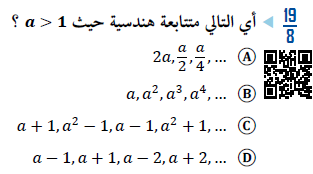 19/8 أي التالي متتابعة هندسية حيث a > 1 ؟
A 2a, a/2, a/4, ...
B a, a², a³, a⁴, ...
C a + 1, a² − 1, a − 1, a² + 1, ...
D a − 1, a + 1, a − 2, a + 2, ...